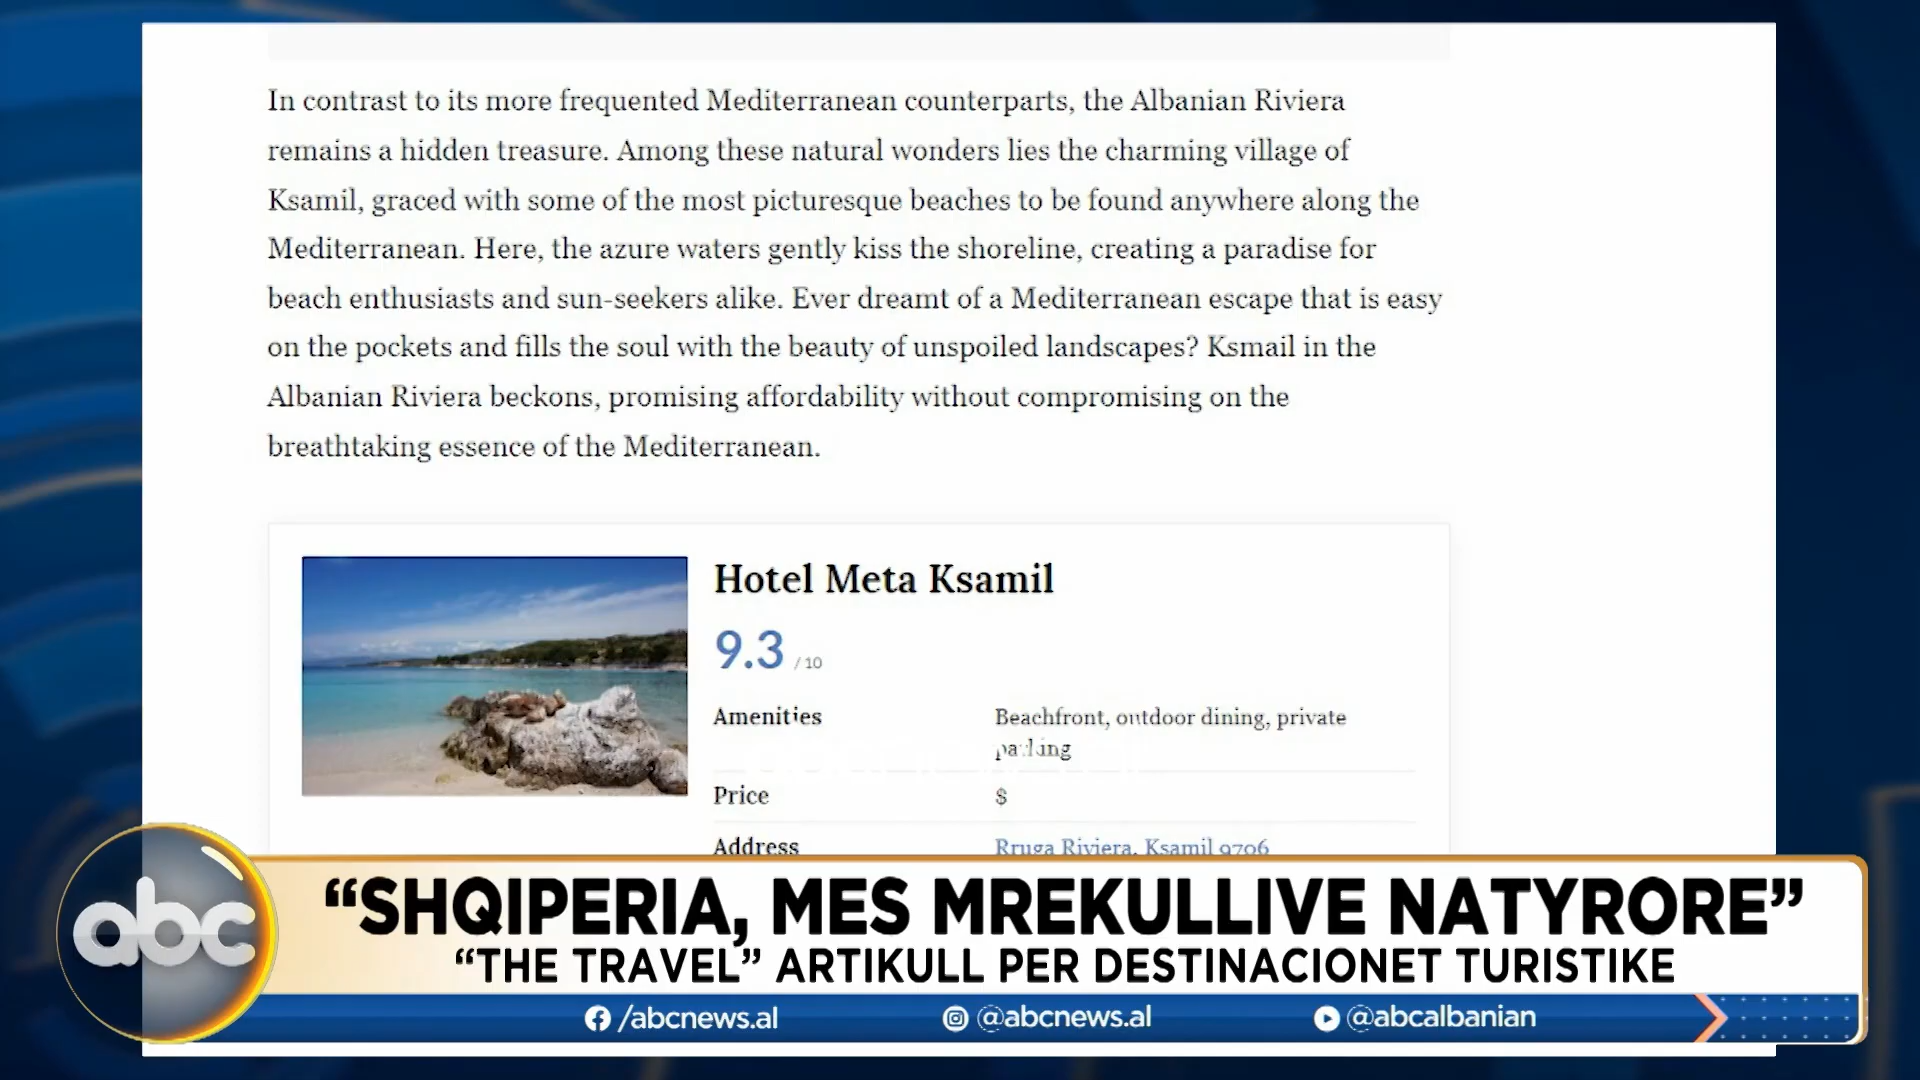 In contrast to its more frequented Mediterranean counterparts, the Albanian Riviera
remains a hidden treasure. Among these natural wonders lies the charming village of
Ksamil, graced with some of the most picturesque beaches to be found anywhere along the
Mediterranean. Here, the azure waters gently kiss the shoreline, creating a paradise for
beach enthusiasts and sun-seekers alike. Ever dreamt of a Mediterranean escape that is easy
on the pockets and fills the soul with the beauty of unspoiled landscapes? Ksmail in the
Albanian Riviera beckons, promising affordability without compromising on the
breathtaking essence of the Mediterranean.
Hotel Meta Ksamil
9.3 / 10
Amenities Beachfront, outdoor dining, private
parking
Price $
Address Rruga Riviera, Ksamil 9706
abc
“SHQIPERIA, MES MREKULLIVE NATYRORE”
“THE TRAVEL” ARTIKULL PER DESTINACIONET TURISTIKE
/abcnews.al @abcnews.al @abcalbanian